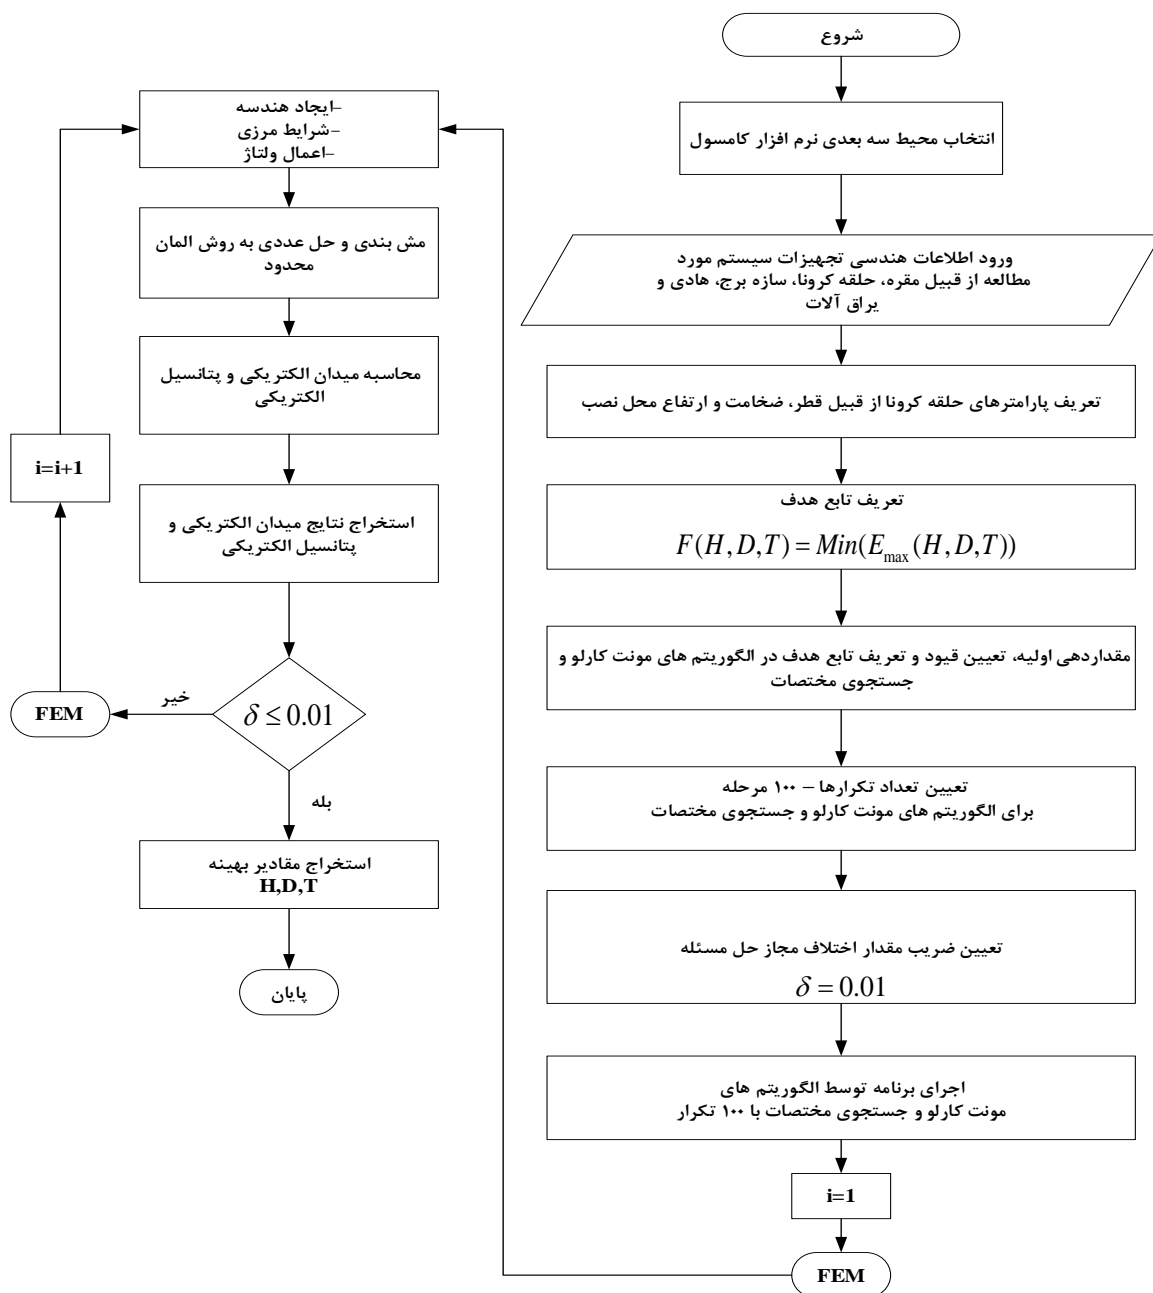 شروع
انتخاب محیط سه بعدی نرم افزار کامسول
ورود اطلاعات هندسی تجهیزات سیستم مورد
مطالعه از قبیل مقره، حلقه کرونا، سازه برج، هادی و
یراق آلات
تعریف پارامترهای حلقه کرونا از قبیل قطر، ضخامت و ارتفاع محل نصب
تعریف تابع هدف
F(H,D,T) = Min(E_max(H,D,T))
مقداردهی اولیه، تعیین قیود و تعریف تابع هدف در الگوریتم های مونت کارلو و
جستجوی مختصات
تعیین تعداد تکرارها – ۱۰۰ مرحله
برای الگوریتم های مونت کارلو و جستجوی مختصات
تعیین ضریب مقدار اختلاف مجاز حل مسئله
δ = 0.01
اجرای برنامه توسط الگوریتم های
مونت کارلو و جستجوی مختصات با ۱۰۰ تکرار
i=1
FEM
-ایجاد هندسه
-شرایط مرزی
-اعمال ولتاژ
مش بندی و حل عددی به روش المان
محدود
محاسبه میدان الکتریکی و پتانسیل
الکتریکی
استخراج نتایج میدان الکتریکی و
پتانسیل الکتریکی
δ ≤ 0.01
خیر
FEM
i=i+1
بله
استخراج مقادیر بهینه
H,D,T
پایان